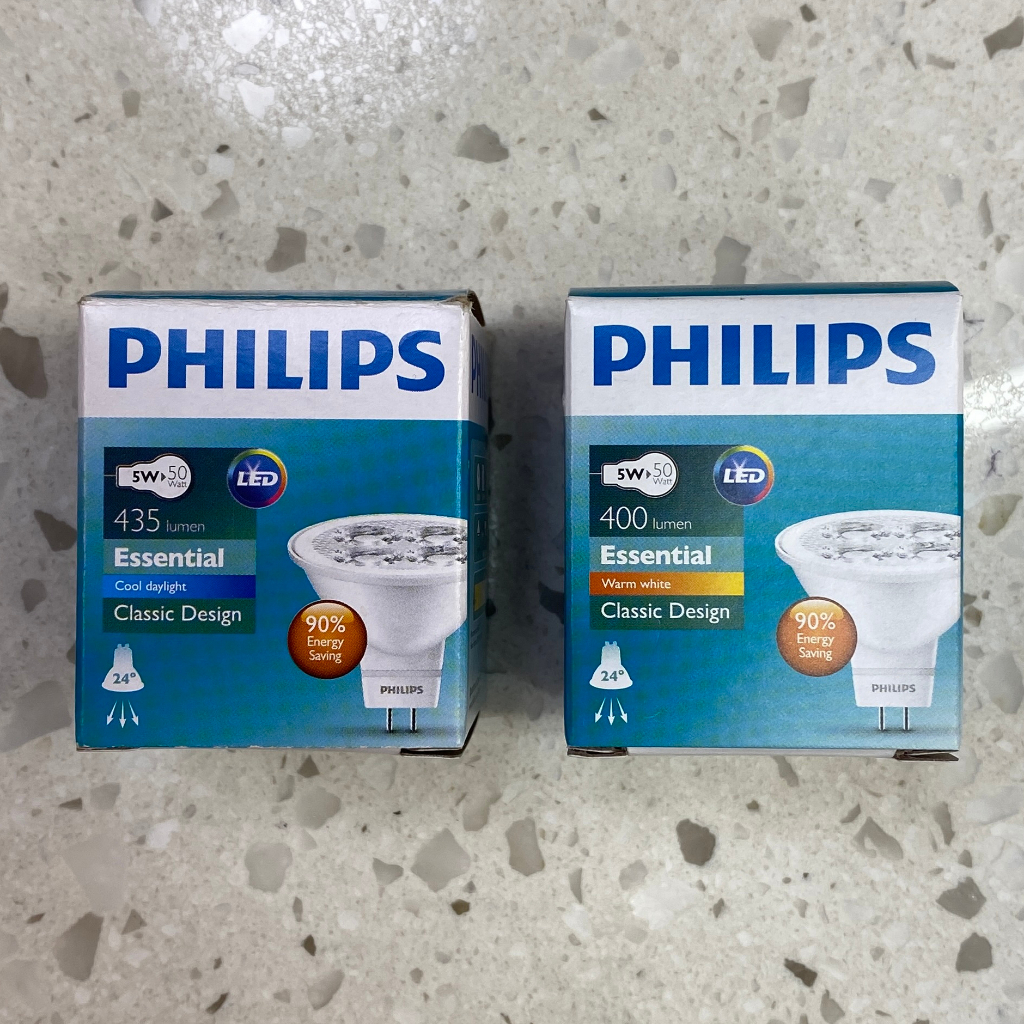 PHILIPS
5W▸50
Watt
LED
435 lumen
Essential
Cool daylight
Classic Design
90%
Energy
Saving
24°
PHILIPS
PHILIPS
5W▸50
Watt
LED
400 lumen
Essential
Warm white
Classic Design
90%
Energy
Saving
24°
PHILIPS